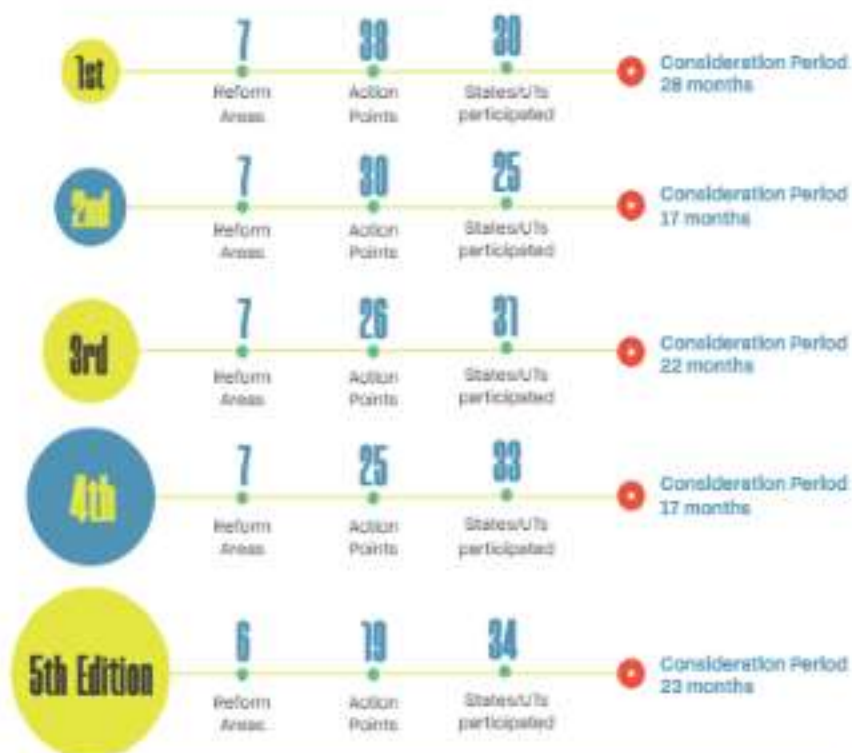 1st
7
38
30
Reform
Areas
Action
Points
States/UTs
participated
Consideration Period
28 months
2nd
7
30
25
Reform
Areas
Action
Points
States/UTs
participated
Consideration Period
17 months
3rd
7
26
31
Reform
Areas
Action
Points
States/UTs
participated
Consideration Period
22 months
4th
7
25
33
Reform
Areas
Action
Points
States/UTs
participated
Consideration Period
17 months
5th Edition
6
19
34
Reform
Areas
Action
Points
States/UTs
participated
Consideration Period
23 months